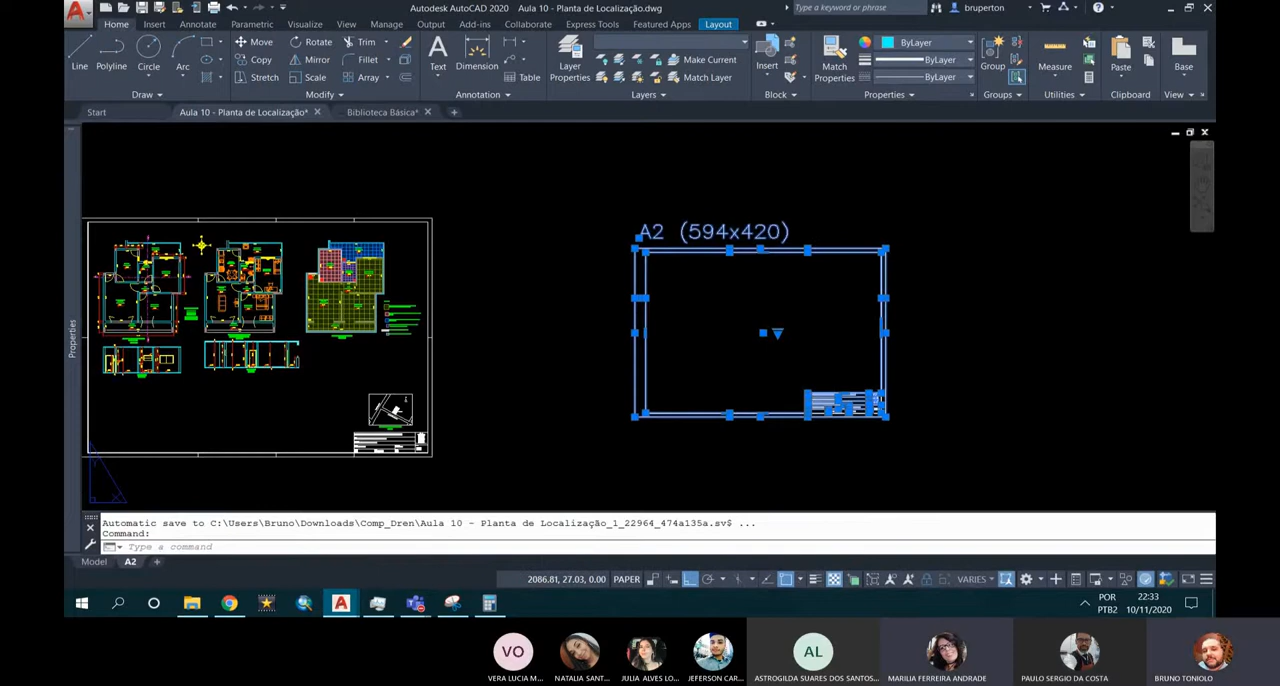 Autodesk AutoCAD 2020 Aula 10 - Planta de Localização.dwg
Type a keyword or phrase
bruperton
Home Insert Annotate Parametric View Manage Output Add-ins Collaborate Express Tools Featured Apps Layout
Line Polyline Circle Arc
Move Rotate Trim
Copy Mirror Fillet
Stretch Scale Array
Text Dimension
Table
Layer
Properties
Make Current
Match Layer
Insert
Match
Properties
ByLayer
ByLayer
ByLayer
Group
Measure
Paste
Base
Draw Modify Annotation Layers Block Properties Groups Utilities Clipboard View
Start Aula 10 - Planta de Localização* Biblioteca Básica*
Properties
A2 (594x420)
Automatic save to C:\Users\Bruno\Downloads\Comp_Dren\Aula 10 - Planta de Localização_1_22964_474a135a.sv$ ...
Command:
Type a command
Model A2
2086.81, 27.03, 0.00 PAPER
VARIES
POR
PTB2
22:33
10/11/2020
VO
AL
VERA LUCIA M...
NATALIA SANT...
JULIA ALVES LO...
JEFERSON CAR...
ASTROGILDA SUARES DOS SANTOS...
MARILIA FERREIRA ANDRADE
PAULO SERGIO DA COSTA
BRUNO TONIOLO